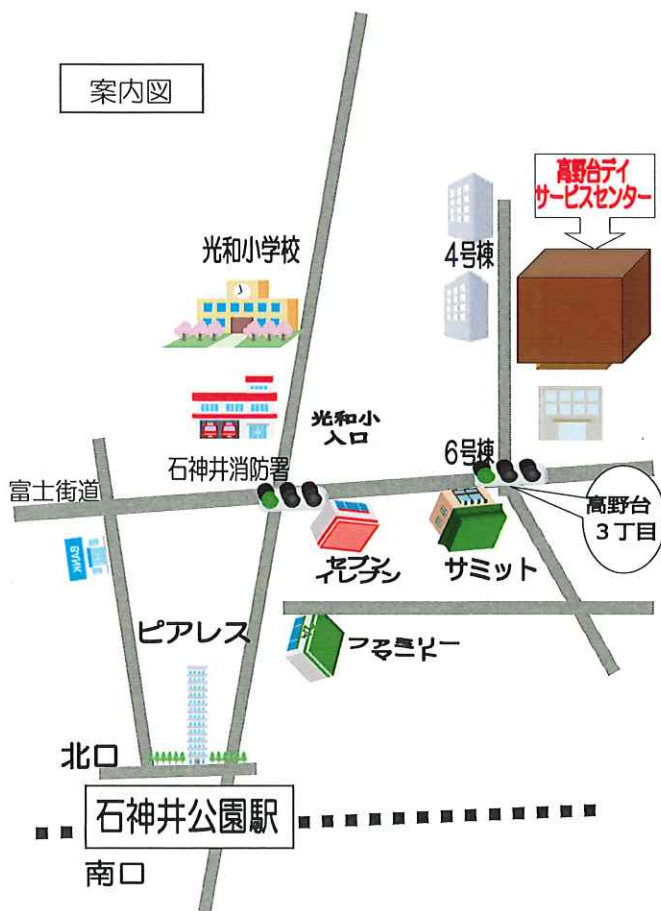 案内図
高野台デイ
サービスセンター
光和小学校
4号棟
光和小
入口
6号棟
石神井消防署
富士街道
高野台
3丁目
BANK
セブン
イレブン
サミット
ピアレス
ファミリー
マート
北口
石神井公園駅
南口